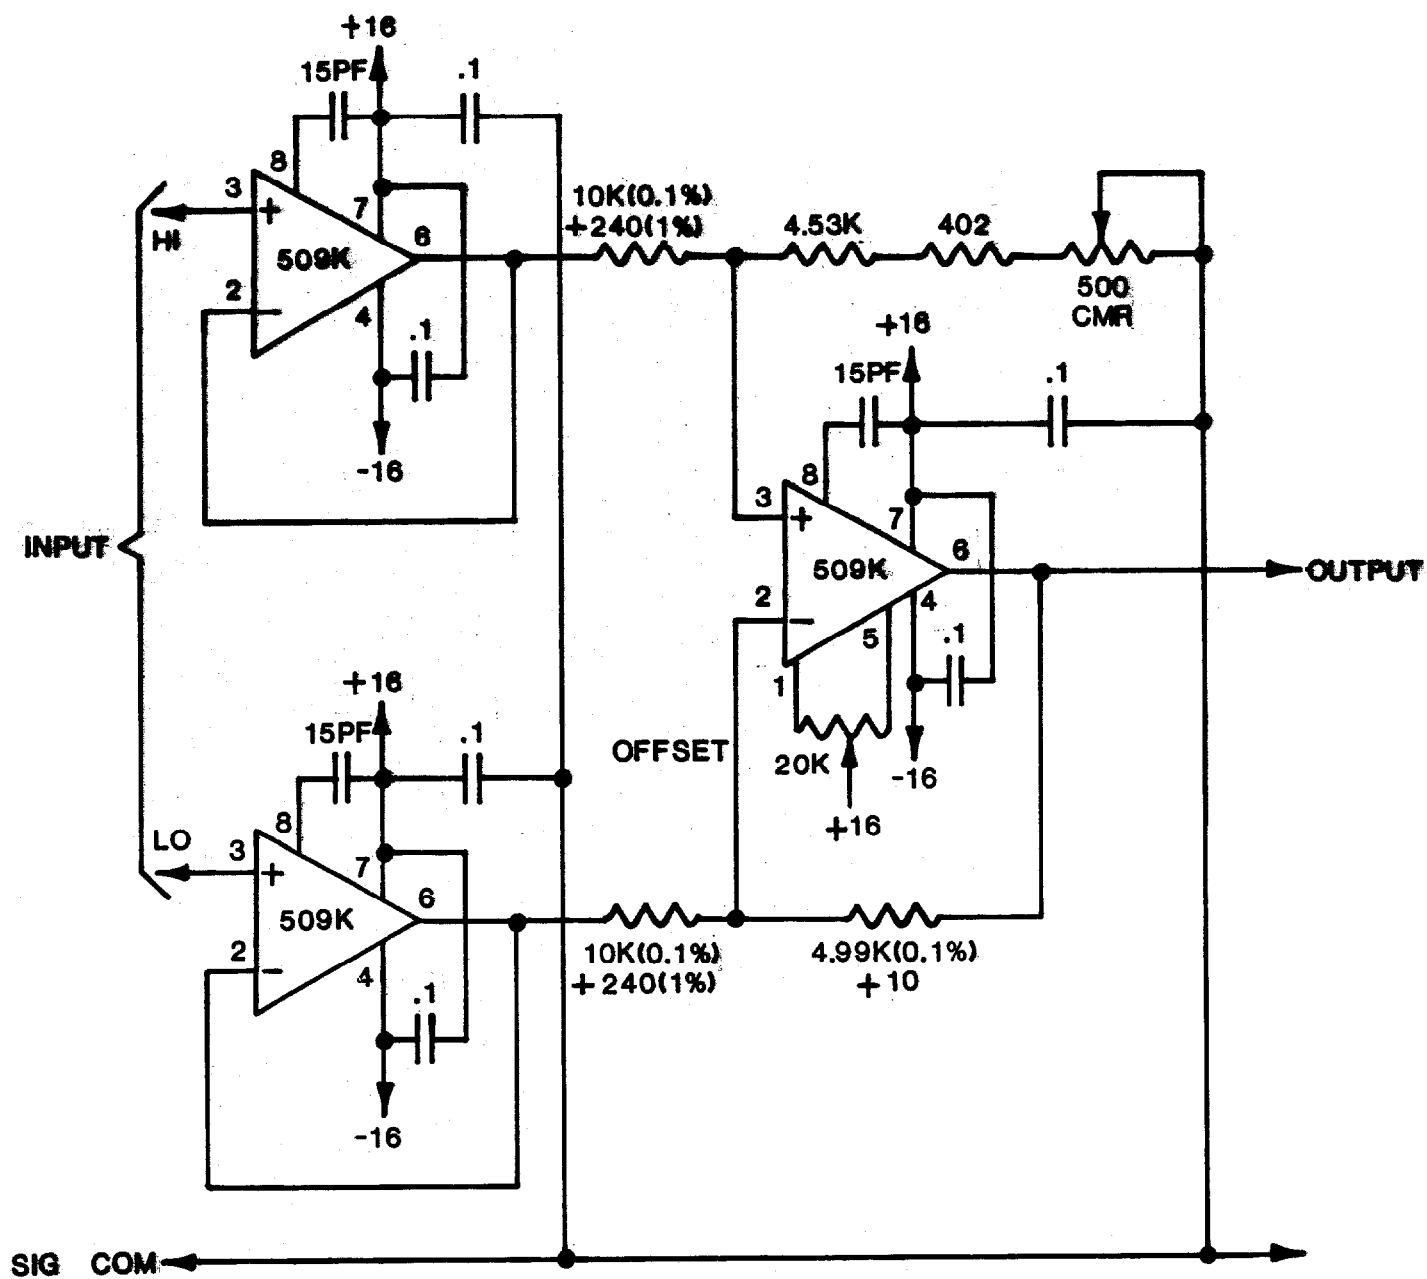 +16
15PF
.1
8
3
+
7
6
HI
509K
2
−
4
.1
-16
10K(0.1%)
+240(1%)
4.53K
402
500
CMR
+16
15PF
.1
8
3
+
7
6
509K
OUTPUT
2
−
4
5
.1
1
OFFSET
20K
-16
+16
INPUT
+16
15PF
.1
8
LO
3
+
7
6
509K
2
−
4
.1
-16
10K(0.1%)
+240(1%)
4.99K(0.1%)
+10
SIG COM